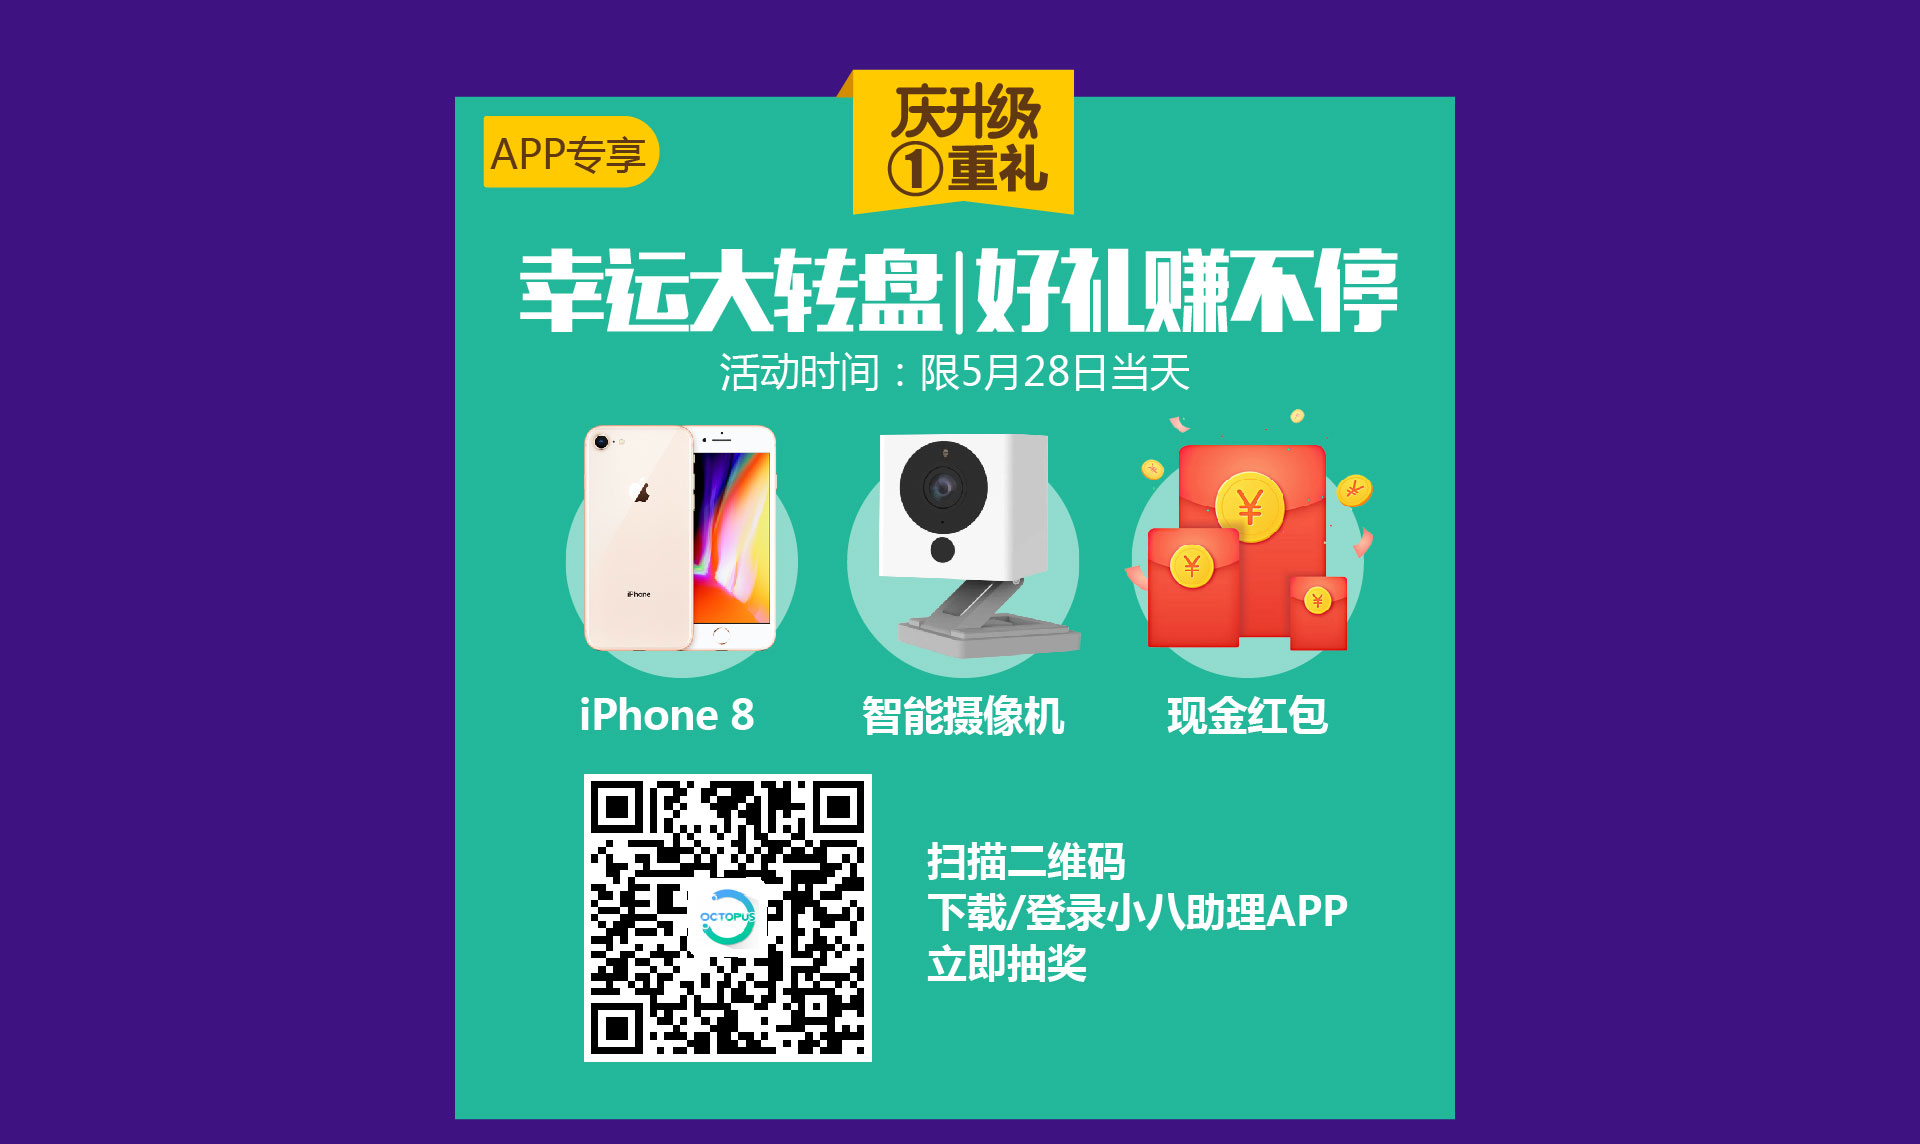 APP专享
庆升级
①重礼
幸运大转盘|好礼赚不停
活动时间：限5月28日当天
iPhone
iPhone 8
智能摄像机
现金红包
OCTOPUS
扫描二维码
下载/登录小八助理APP
立即抽奖